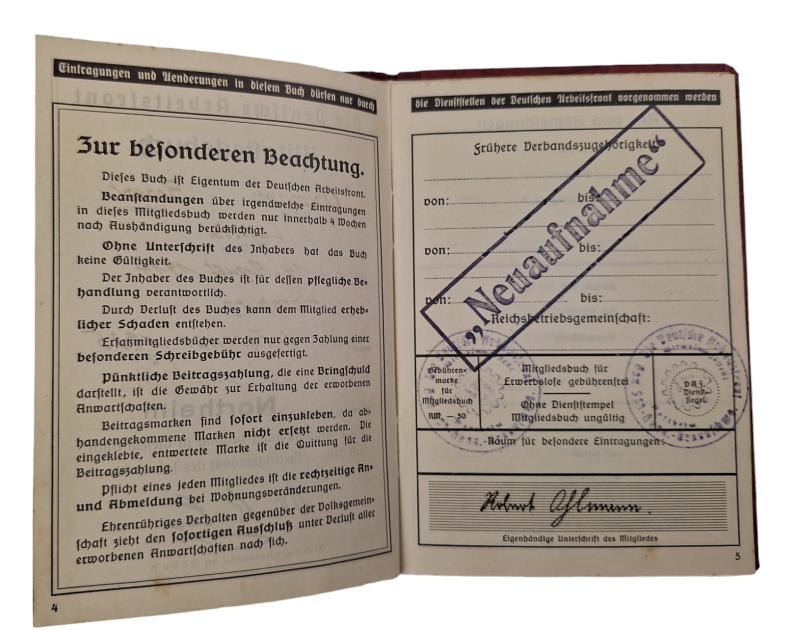 Eintragungen und Aenderungen in diesem Buch dürfen nur durch
Zur besonderen Beachtung.
Dieses Buch ist Eigentum der Deutschen Arbeitsfront.
Beanstandungen über irgendwelche Eintragungen
in dieses Mitgliedsbuch werden nur innerhalb 4 Wochen
nach Aushändigung berücksichtigt.
Ohne Unterschrift des Inhabers hat das Buch
keine Gültigkeit.
Der Inhaber des Buches ist für dessen pflegliche Be-
handlung verantwortlich.
Durch Verlust des Buches kann dem Mitglied erheb-
licher Schaden entstehen.
Ersatzmitgliedsbücher werden nur gegen Zahlung einer
besonderen Schreibgebühr ausgefertigt.
Pünktliche Beitragszahlung, die eine Bringschuld
darstellt, ist die Gewähr zur Erhaltung der erworbenen
Anwartschaften.
Beitragsmarken sind sofort einzukleben, da ab-
handengekommene Marken nicht ersetzt werden. Die
eingeklebte, entwertete Marke ist die Quittung für die
Beitragszahlung.
Pflicht eines jeden Mitgliedes ist die rechtzeitige An-
und Abmeldung bei Wohnungsveränderungen.
Ehrenrühriges Verhalten gegenüber der Volksgemein-
schaft zieht den sofortigen Ausschluß unter Verlust aller
erworbenen Anwartschaften nach sich.
4
die Dienststellen der Deutschen Arbeitsfront vorgenommen werden
Frühere Verbandszugehörigkeit
„Neuaufnahme“
von: bis:
von: bis:
von: bis:
Reichsbetriebsgemeinschaft:
Gebühren-
marke
für
Mitgliedsbuch
RM. —.50
Mitgliedsbuch für
Erwerbslose gebührenfrei
Ohne Dienststempel
Mitgliedsbuch ungültig
DAF.
Dienst-
Siegel.
Die Deutsche Arbeitsfront
Raum für besondere Eintragungen:
Robert Ahlmann.
Eigenhändige Unterschrift des Mitgliedes
5